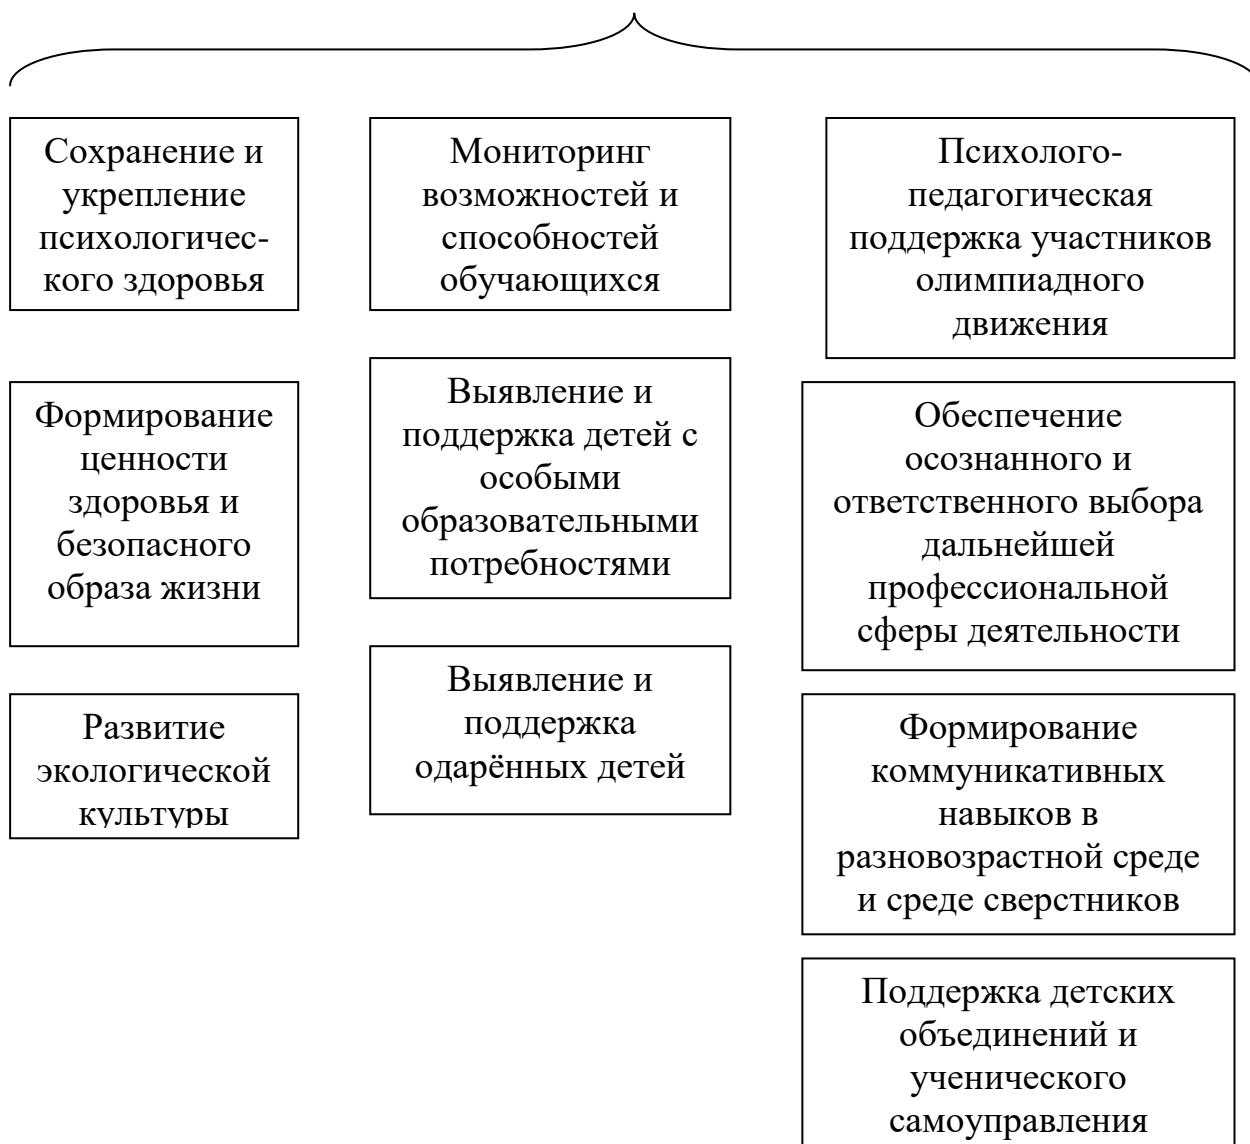 Сохранение и
укрепление
психологичес-
кого здоровья
Формирование
ценности
здоровья и
безопасного
образа жизни
Развитие
экологической
культуры
Мониторинг
возможностей и
способностей
обучающихся
Выявление и
поддержка детей с
особыми
образовательными
потребностями
Выявление и
поддержка
одарённых детей
Психолого-
педагогическая
поддержка участников
олимпиадного
движения
Обеспечение
осознанного и
ответственного выбора
дальнейшей
профессиональной
сферы деятельности
Формирование
коммуникативных
навыков в
разновозрастной среде
и среде сверстников
Поддержка детских
объединений и
ученического
самоуправления